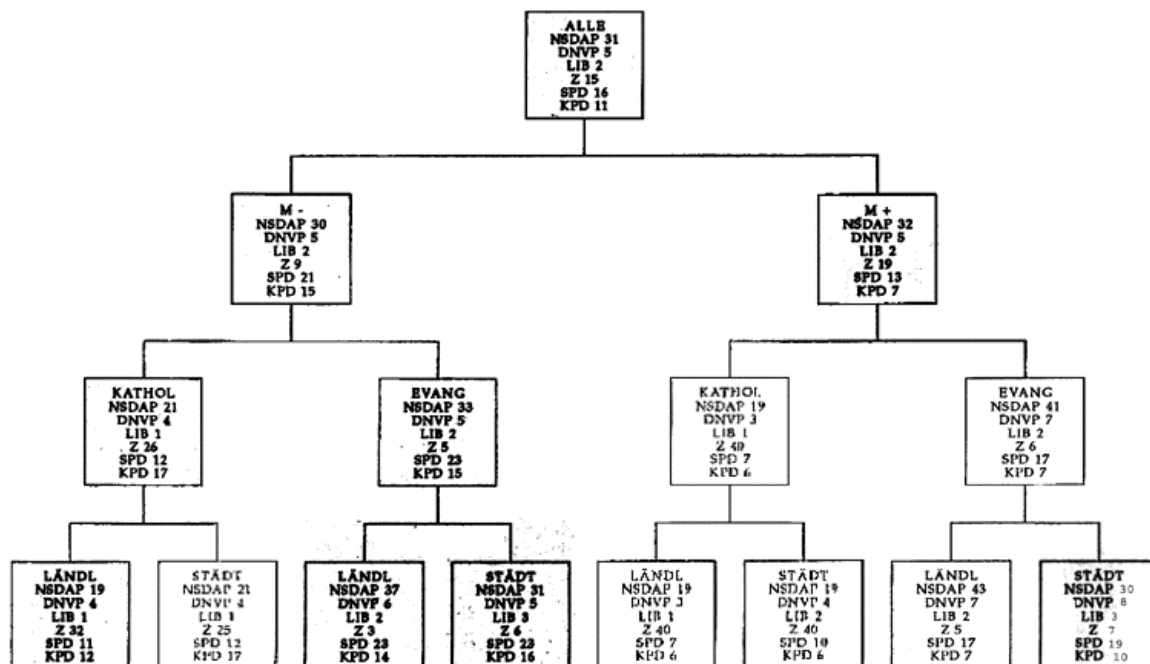 ALLE
NSDAP 31
DNVP 5
LIB 2
Z 15
SPD 16
KPD 11
M -
NSDAP 30
DNVP 5
LIB 2
Z 9
SPD 21
KPD 15
M +
NSDAP 32
DNVP 5
LIB 2
Z 19
SPD 13
KPD 7
KATHOL
NSDAP 21
DNVP 4
LIB 1
Z 26
SPD 12
KPD 17
EVANG
NSDAP 33
DNVP 5
LIB 2
Z 5
SPD 23
KPD 15
KATHOL
NSDAP 19
DNVP 3
LIB 1
Z 40
SPD 7
KPD 6
EVANG
NSDAP 41
DNVP 7
LIB 2
Z 6
SPD 17
KPD 7
LÄNDL
NSDAP 19
DNVP 4
LIB 1
Z 32
SPD 11
KPD 12
STÄDT
NSDAP 21
DNVP 4
LIB 1
Z 25
SPD 12
KPD 17
LÄNDL
NSDAP 37
DNVP 6
LIB 2
Z 3
SPD 23
KPD 14
STÄDT
NSDAP 31
DNVP 5
LIB 3
Z 6
SPD 23
KPD 16
LÄNDL
NSDAP 19
DNVP 3
LIB 1
Z 40
SPD 7
KPD 6
STÄDT
NSDAP 19
DNVP 4
LIB 2
Z 40
SPD 10
KPD 6
LÄNDL
NSDAP 43
DNVP 7
LIB 2
Z 5
SPD 17
KPD 7
STÄDT
NSDAP 30
DNVP 8
LIB 3
Z 7
SPD 19
KPD 10